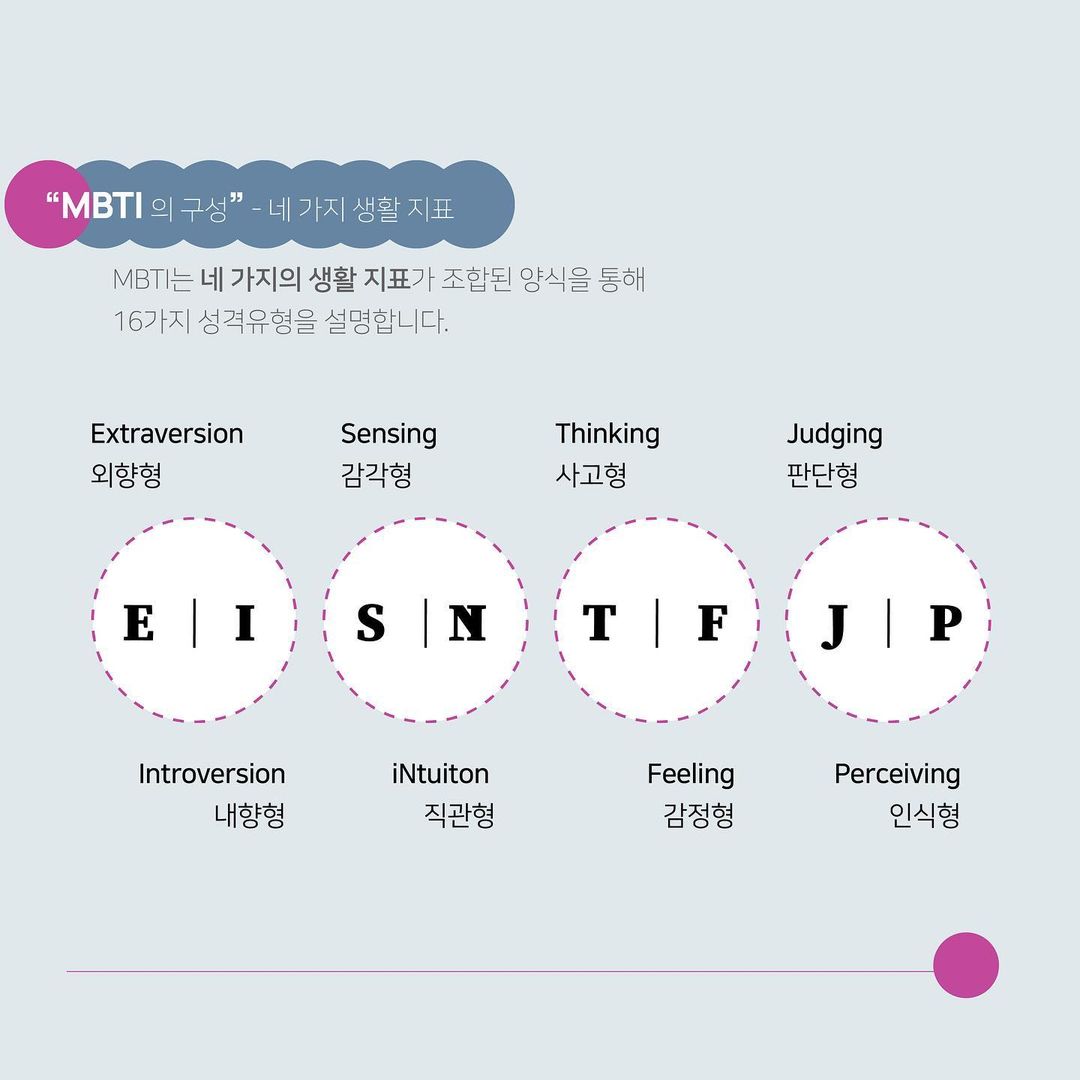 “MBTI 의 구성” - 네 가지 생활 지표
MBTI는 네 가지의 생활 지표가 조합된 양식을 통해
16가지 성격유형을 설명합니다.
Extraversion
외향형
Sensing
감각형
Thinking
사고형
Judging
판단형
E | I
S | N
T | F
J | P
Introversion
내향형
iNtuiton
직관형
Feeling
감정형
Perceiving
인식형